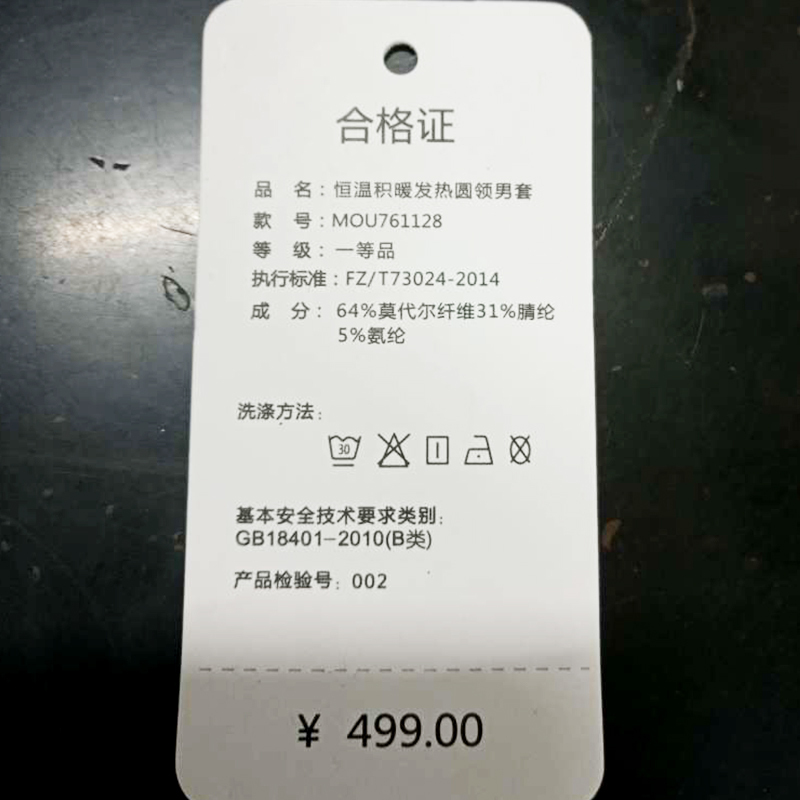 合格证
品 名：恒温积暖发热圆领男套
款 号：MOU761128
等 级：一等品
执行标准：FZ/T73024-2014
成 分：64%莫代尔纤维31%腈纶
5%氨纶
洗涤方法：
30
基本安全技术要求类别：
GB18401-2010(B类)
产品检验号：002
¥ 499.00